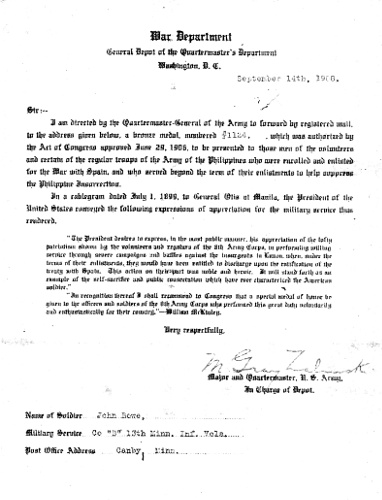 War Department
General Depot of the Quartermaster's Department
Washington, D. C.
September 14th, 1908.
Sir:—
I am directed by the Quartermaster-General of the Army to forward by registered mail,
to the address given below, a bronze medal, numbered #1124, which was authorized by
the Act of Congress approved June 29, 1906, to be presented to those men of the volunteers
and certain of the regular troops of the Army of the Philippines who were enrolled and enlisted
for the War with Spain, and who served beyond the term of their enlistments to help suppress
the Philippine Insurrection.
In a cablegram dated July 1, 1899, to General Otis at Manila, the President of the
United States conveyed the following expressions of appreciation for the military service thus
rendered.
"The President desires to express, in the most public manner, his appreciation of the lofty
patriotism shown by the volunteers and regulars of the 8th Army Corps, in performing willing
service through severe campaigns and battles against the insurgents in Luzon, when, under the
terms of their enlistments, they would have been entitled to discharge upon the ratification of the
treaty with Spain. This action on their part was noble and heroic. It will stand forth as an
example of the self-sacrifice and public consecration which have ever characterized the American
soldier."
"In recognition thereof I shall recommend to Congress that a special medal of honor be
given to the officers and soldiers of the 8th Army Corps who performed this great duty voluntarily
and enthusiastically for their country."—William McKinley.
Very respectfully,
Major and Quartermaster, U. S. Army,
In Charge of Depot.
Name of Soldier John Rowe,
Military Service Co "D" 13th Minn. Inf. Vols.
Post Office Address Canby, Minn.